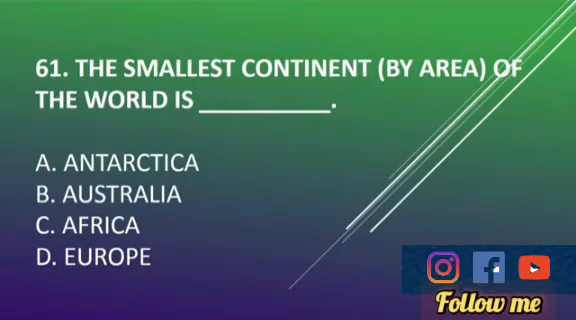 61. THE SMALLEST CONTINENT (BY AREA) OF
THE WORLD IS __________.
A. ANTARCTICA
B. AUSTRALIA
C. AFRICA
D. EUROPE
Follow me